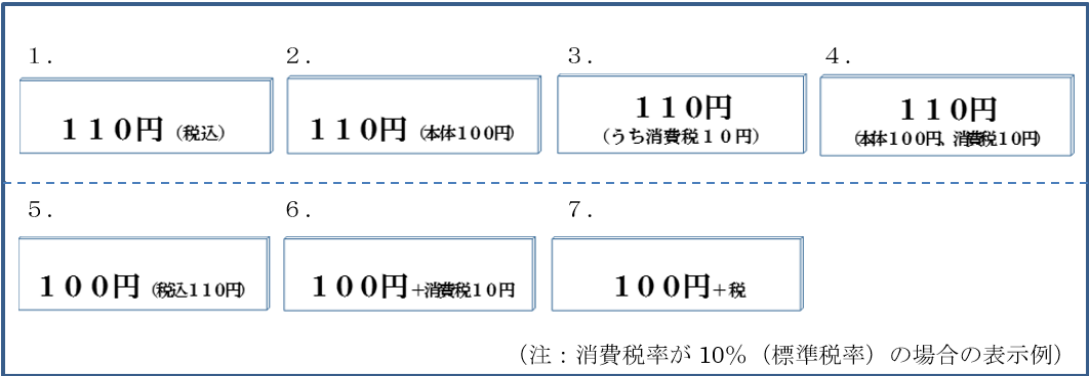 １.
１１０円（税込）
２.
１１０円（本体１００円）
３.
１１０円
（うち消費税１０円）
４.
１１０円
（本体１００円、消費税１０円）
５.
１００円（税込１１０円）
６.
１００円＋消費税１０円
７.
１００円＋税
（注：消費税率が 10％（標準税率）の場合の表示例）